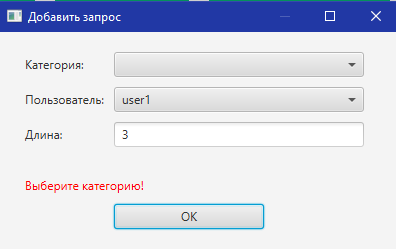 Добавить запрос
Категория:
Пользователь: user1
Длина: 3
Выберите категорию!
OK